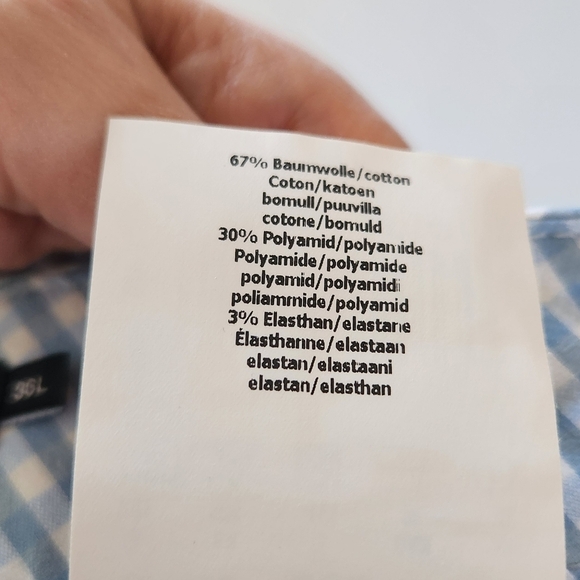 67% Baumwolle/cotton
Coton/katoen
bomull/puuvilla
cotone/bomuld
30% Polyamid/polyamide
Polyamide/polyamide
polyamid/polyamidi
poliammide/polyamid
3% Elasthan/elastane
Élasthanne/elastaan
elastan/elastaani
elastan/elasthan
36L